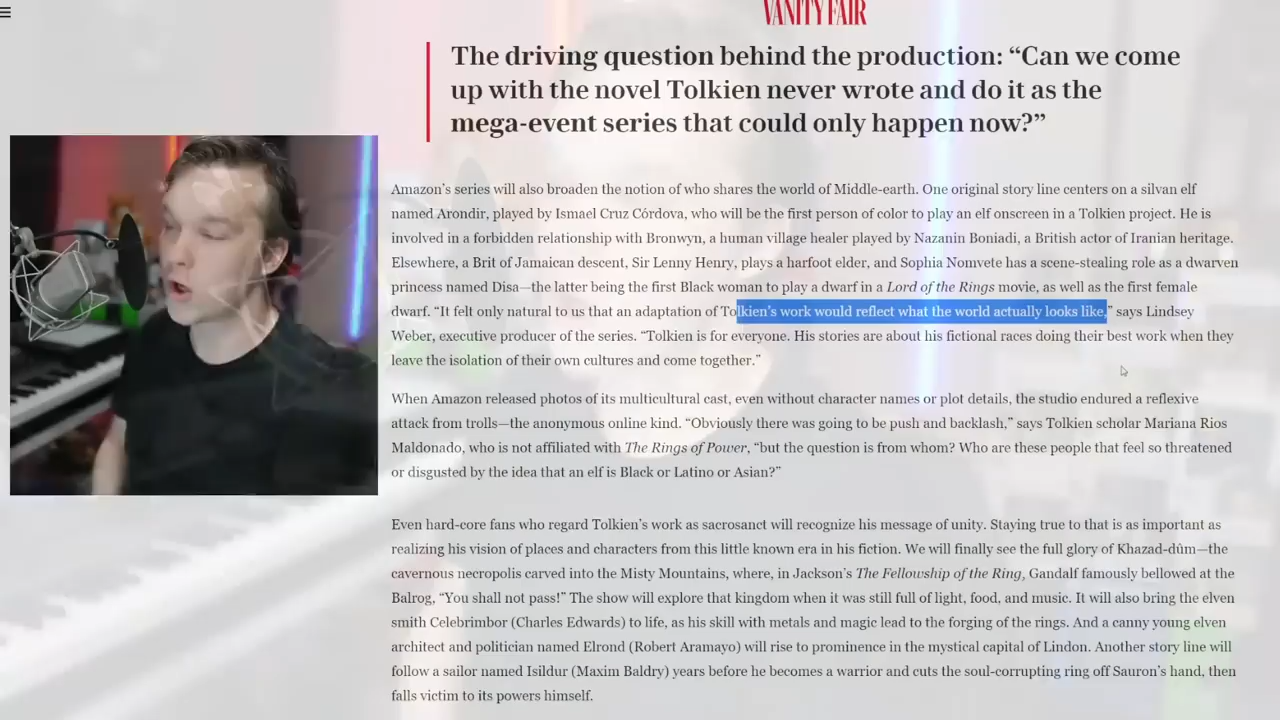 VANITY FAIR
The driving question behind the production: “Can we come
up with the novel Tolkien never wrote and do it as the
mega-event series that could only happen now?”
Amazon’s series will also broaden the notion of who shares the world of Middle-earth. One original story line centers on a silvan elf
named Arondir, played by Ismael Cruz Córdova, who will be the first person of color to play an elf onscreen in a Tolkien project. He is
involved in a forbidden relationship with Bronwyn, a human village healer played by Nazanin Boniadi, a British actor of Iranian heritage.
Elsewhere, a Brit of Jamaican descent, Sir Lenny Henry, plays a harfoot elder, and Sophia Nomvete has a scene-stealing role as a dwarven
princess named Disa—the latter being the first Black woman to play a dwarf in a Lord of the Rings movie, as well as the first female
dwarf. “It felt only natural to us that an adaptation of Tolkien’s work would reflect what the world actually looks like,” says Lindsey
Weber, executive producer of the series. “Tolkien is for everyone. His stories are about his fictional races doing their best work when they
leave the isolation of their own cultures and come together.”
When Amazon released photos of its multicultural cast, even without character names or plot details, the studio endured a reflexive
attack from trolls—the anonymous online kind. “Obviously there was going to be push and backlash,” says Tolkien scholar Mariana Rios
Maldonado, who is not affiliated with The Rings of Power, “but the question is from whom? Who are these people that feel so threatened
or disgusted by the idea that an elf is Black or Latino or Asian?”
Even hard-core fans who regard Tolkien’s work as sacrosanct will recognize his message of unity. Staying true to that is as important as
realizing his vision of places and characters from this little known era in his fiction. We will finally see the full glory of Khazad-dûm—the
cavernous necropolis carved into the Misty Mountains, where, in Jackson’s The Fellowship of the Ring, Gandalf famously bellowed at the
Balrog, “You shall not pass!” The show will explore that kingdom when it was still full of light, food, and music. It will also bring the elven
smith Celebrimbor (Charles Edwards) to life, as his skill with metals and magic lead to the forging of the rings. And a canny young elven
architect and politician named Elrond (Robert Aramayo) will rise to prominence in the mystical capital of Lindon. Another story line will
follow a sailor named Isildur (Maxim Baldry) years before he becomes a warrior and cuts the soul-corrupting ring off Sauron’s hand, then
falls victim to its powers himself.